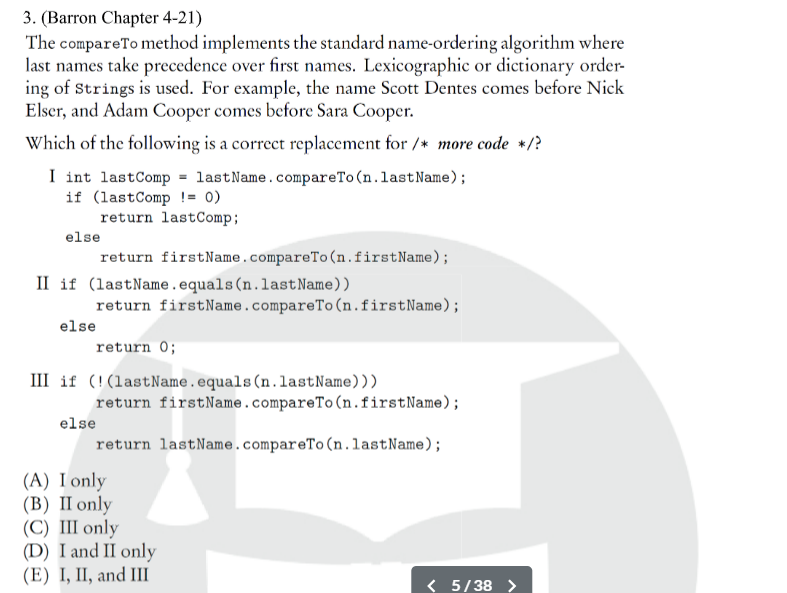 3. (Barron Chapter 4-21)
The compareTo method implements the standard name-ordering algorithm where
last names take precedence over first names. Lexicographic or dictionary order-
ing of Strings is used. For example, the name Scott Dentes comes before Nick
Elser, and Adam Cooper comes before Sara Cooper.
Which of the following is a correct replacement for /* more code */?
I int lastComp = lastName.compareTo(n.lastName);
if (lastComp != 0)
return lastComp;
else
return firstName.compareTo(n.firstName);
II if (lastName.equals(n.lastName))
return firstName.compareTo(n.firstName);
else
return 0;
III if (!(lastName.equals(n.lastName)))
return firstName.compareTo(n.firstName);
else
return lastName.compareTo(n.lastName);
(A) I only
(B) II only
(C) III only
(D) I and II only
(E) I, II, and III
< 5/38 >